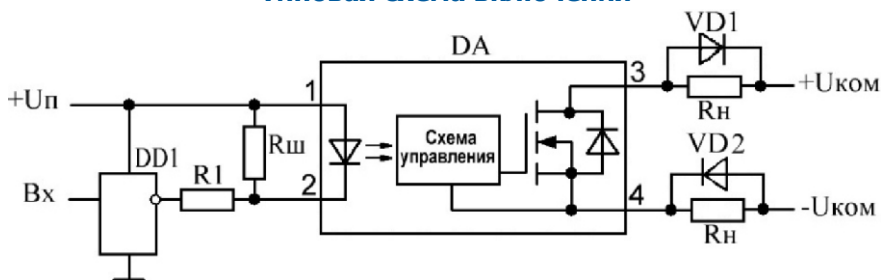 DA
VD1
3
+Uком
Rн
+Uп
1
Rш
Схема
управления
VD2
DD1
R1
2
4
Вх
-Uком
Rн